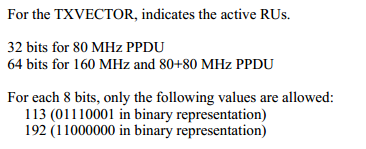 For the TXVECTOR, indicates the active RUs.
32 bits for 80 MHz PPDU
64 bits for 160 MHz and 80+80 MHz PPDU
For each 8 bits, only the following values are allowed:
113 (01110001 in binary representation)
192 (11000000 in binary representation)